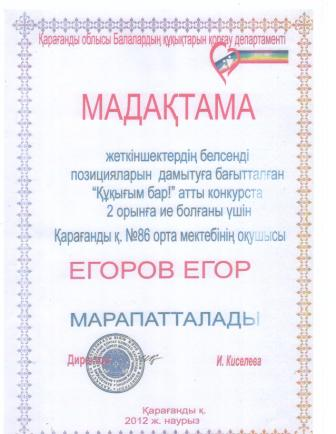 Қарағанды облысы Балалардың құқықтарын қорғау департаменті
МАДАҚТАМА
жеткіншектердің белсенді
позицияларын дамытуға бағытталған
“Құқығым бар!” атты конкурста
2 орынға ие болғаны үшін
Қарағанды қ. №86 орта мектебінің оқушысы
ЕГОРОВ ЕГОР
МАРАПАТТАЛАДЫ
И. Киселева
Қарағанды қ.
2012 ж. наурыз